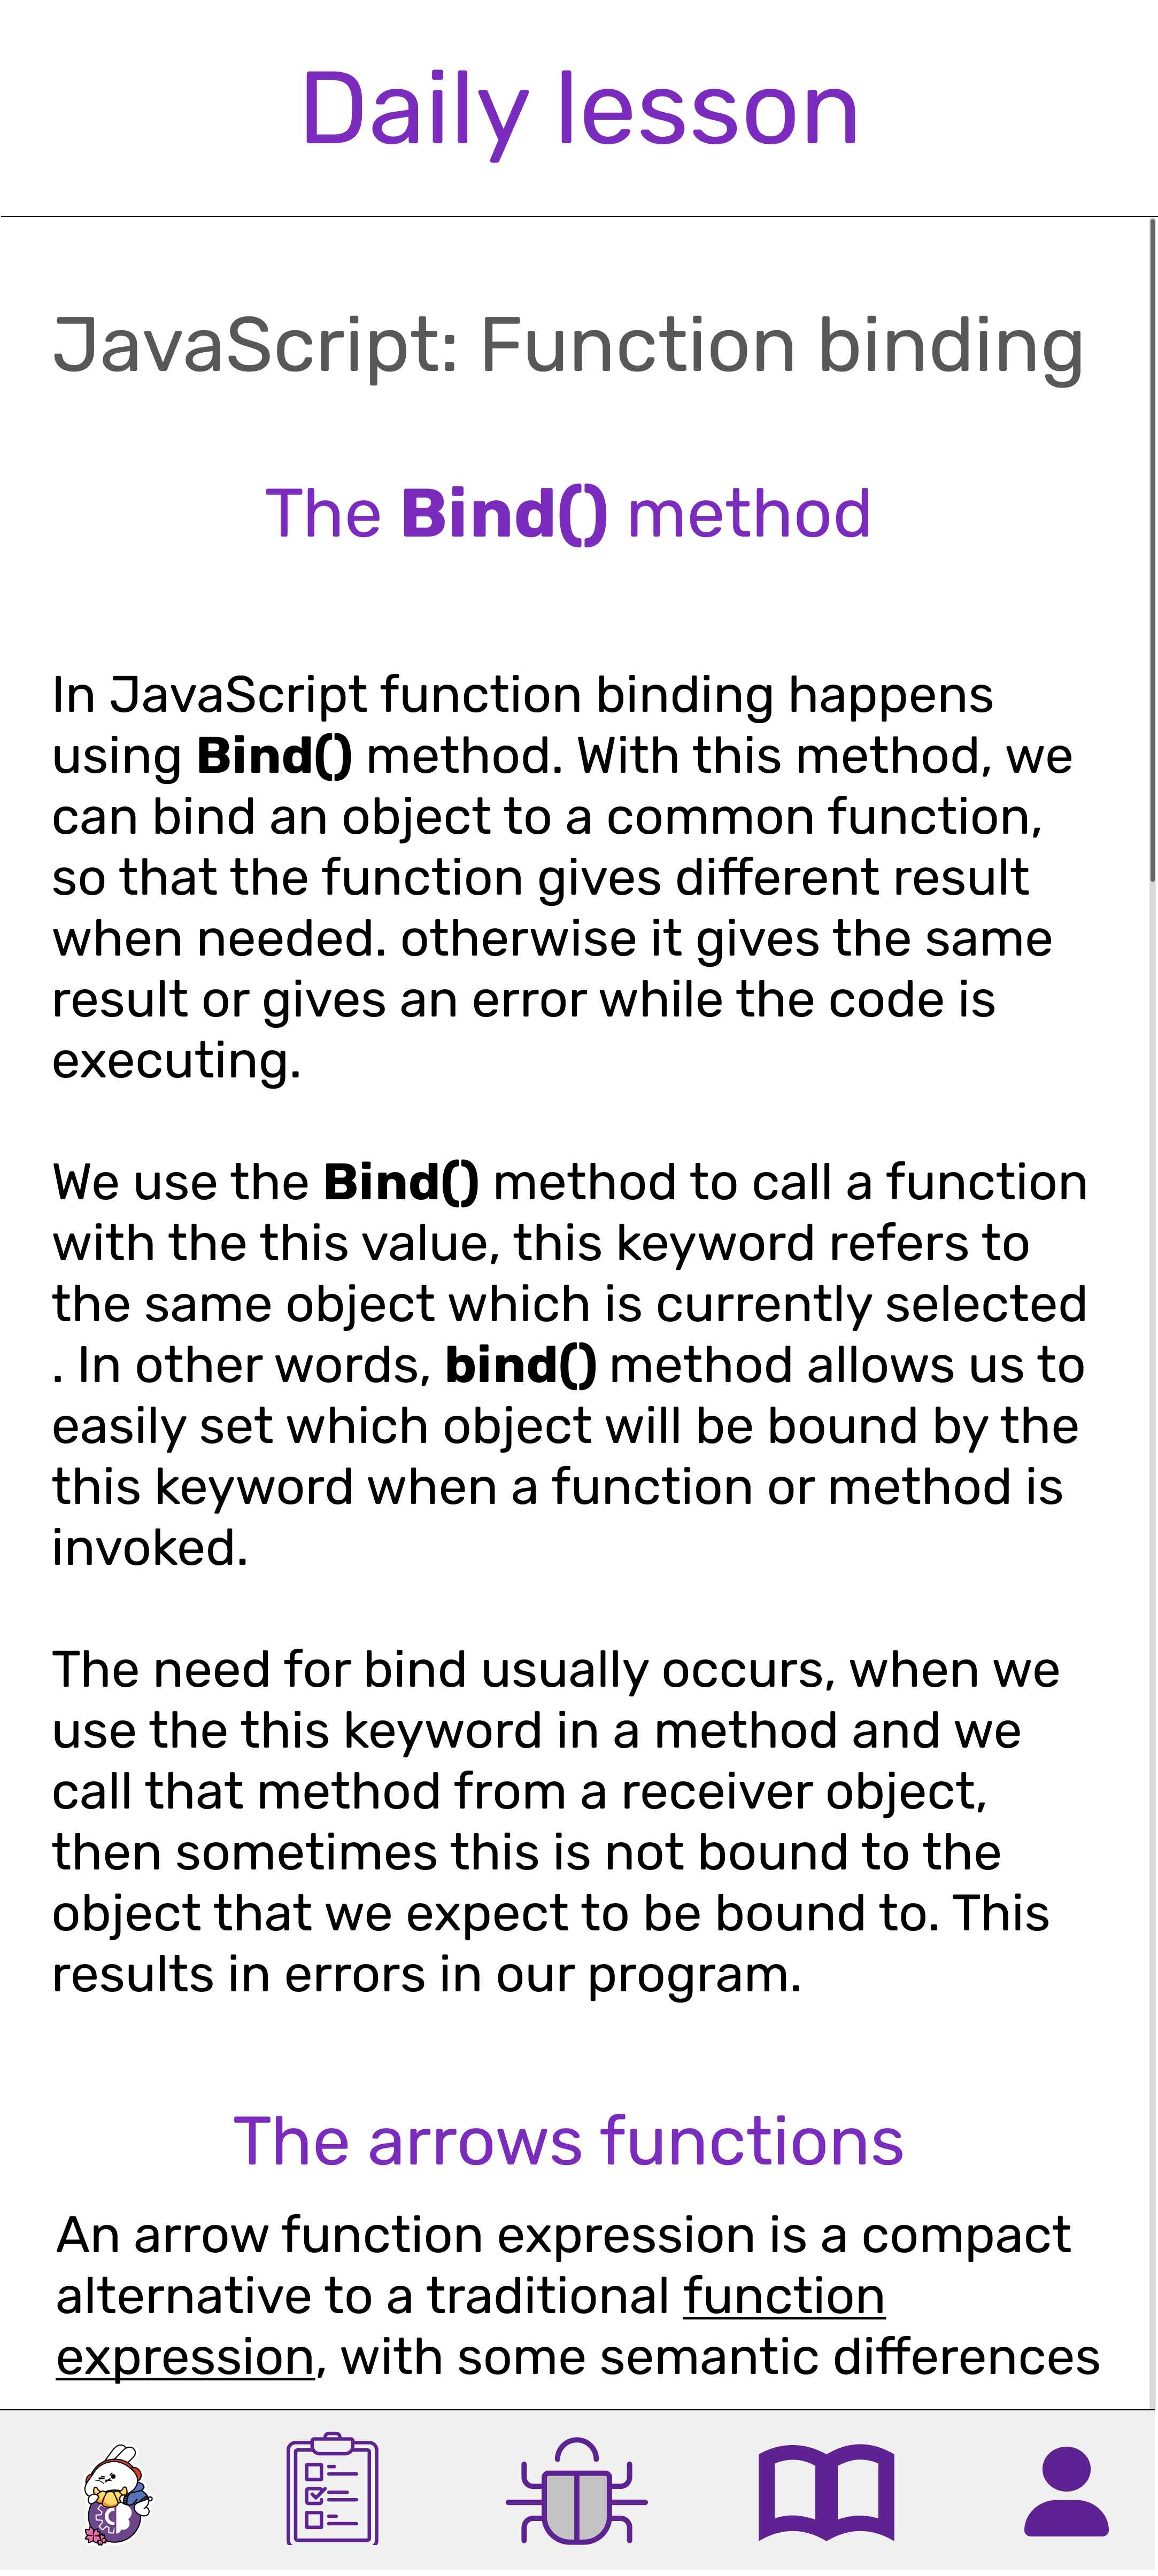 Daily lesson
JavaScript: Function binding
The Bind() method
In JavaScript function binding happens
using Bind() method. With this method, we
can bind an object to a common function,
so that the function gives different result
when needed. otherwise it gives the same
result or gives an error while the code is
executing.
We use the Bind() method to call a function
with the this value, this keyword refers to
the same object which is currently selected
. In other words, bind() method allows us to
easily set which object will be bound by the
this keyword when a function or method is
invoked.
The need for bind usually occurs, when we
use the this keyword in a method and we
call that method from a receiver object,
then sometimes this is not bound to the
object that we expect to be bound to. This
results in errors in our program.
The arrows functions
An arrow function expression is a compact
alternative to a traditional function
expression, with some semantic differences